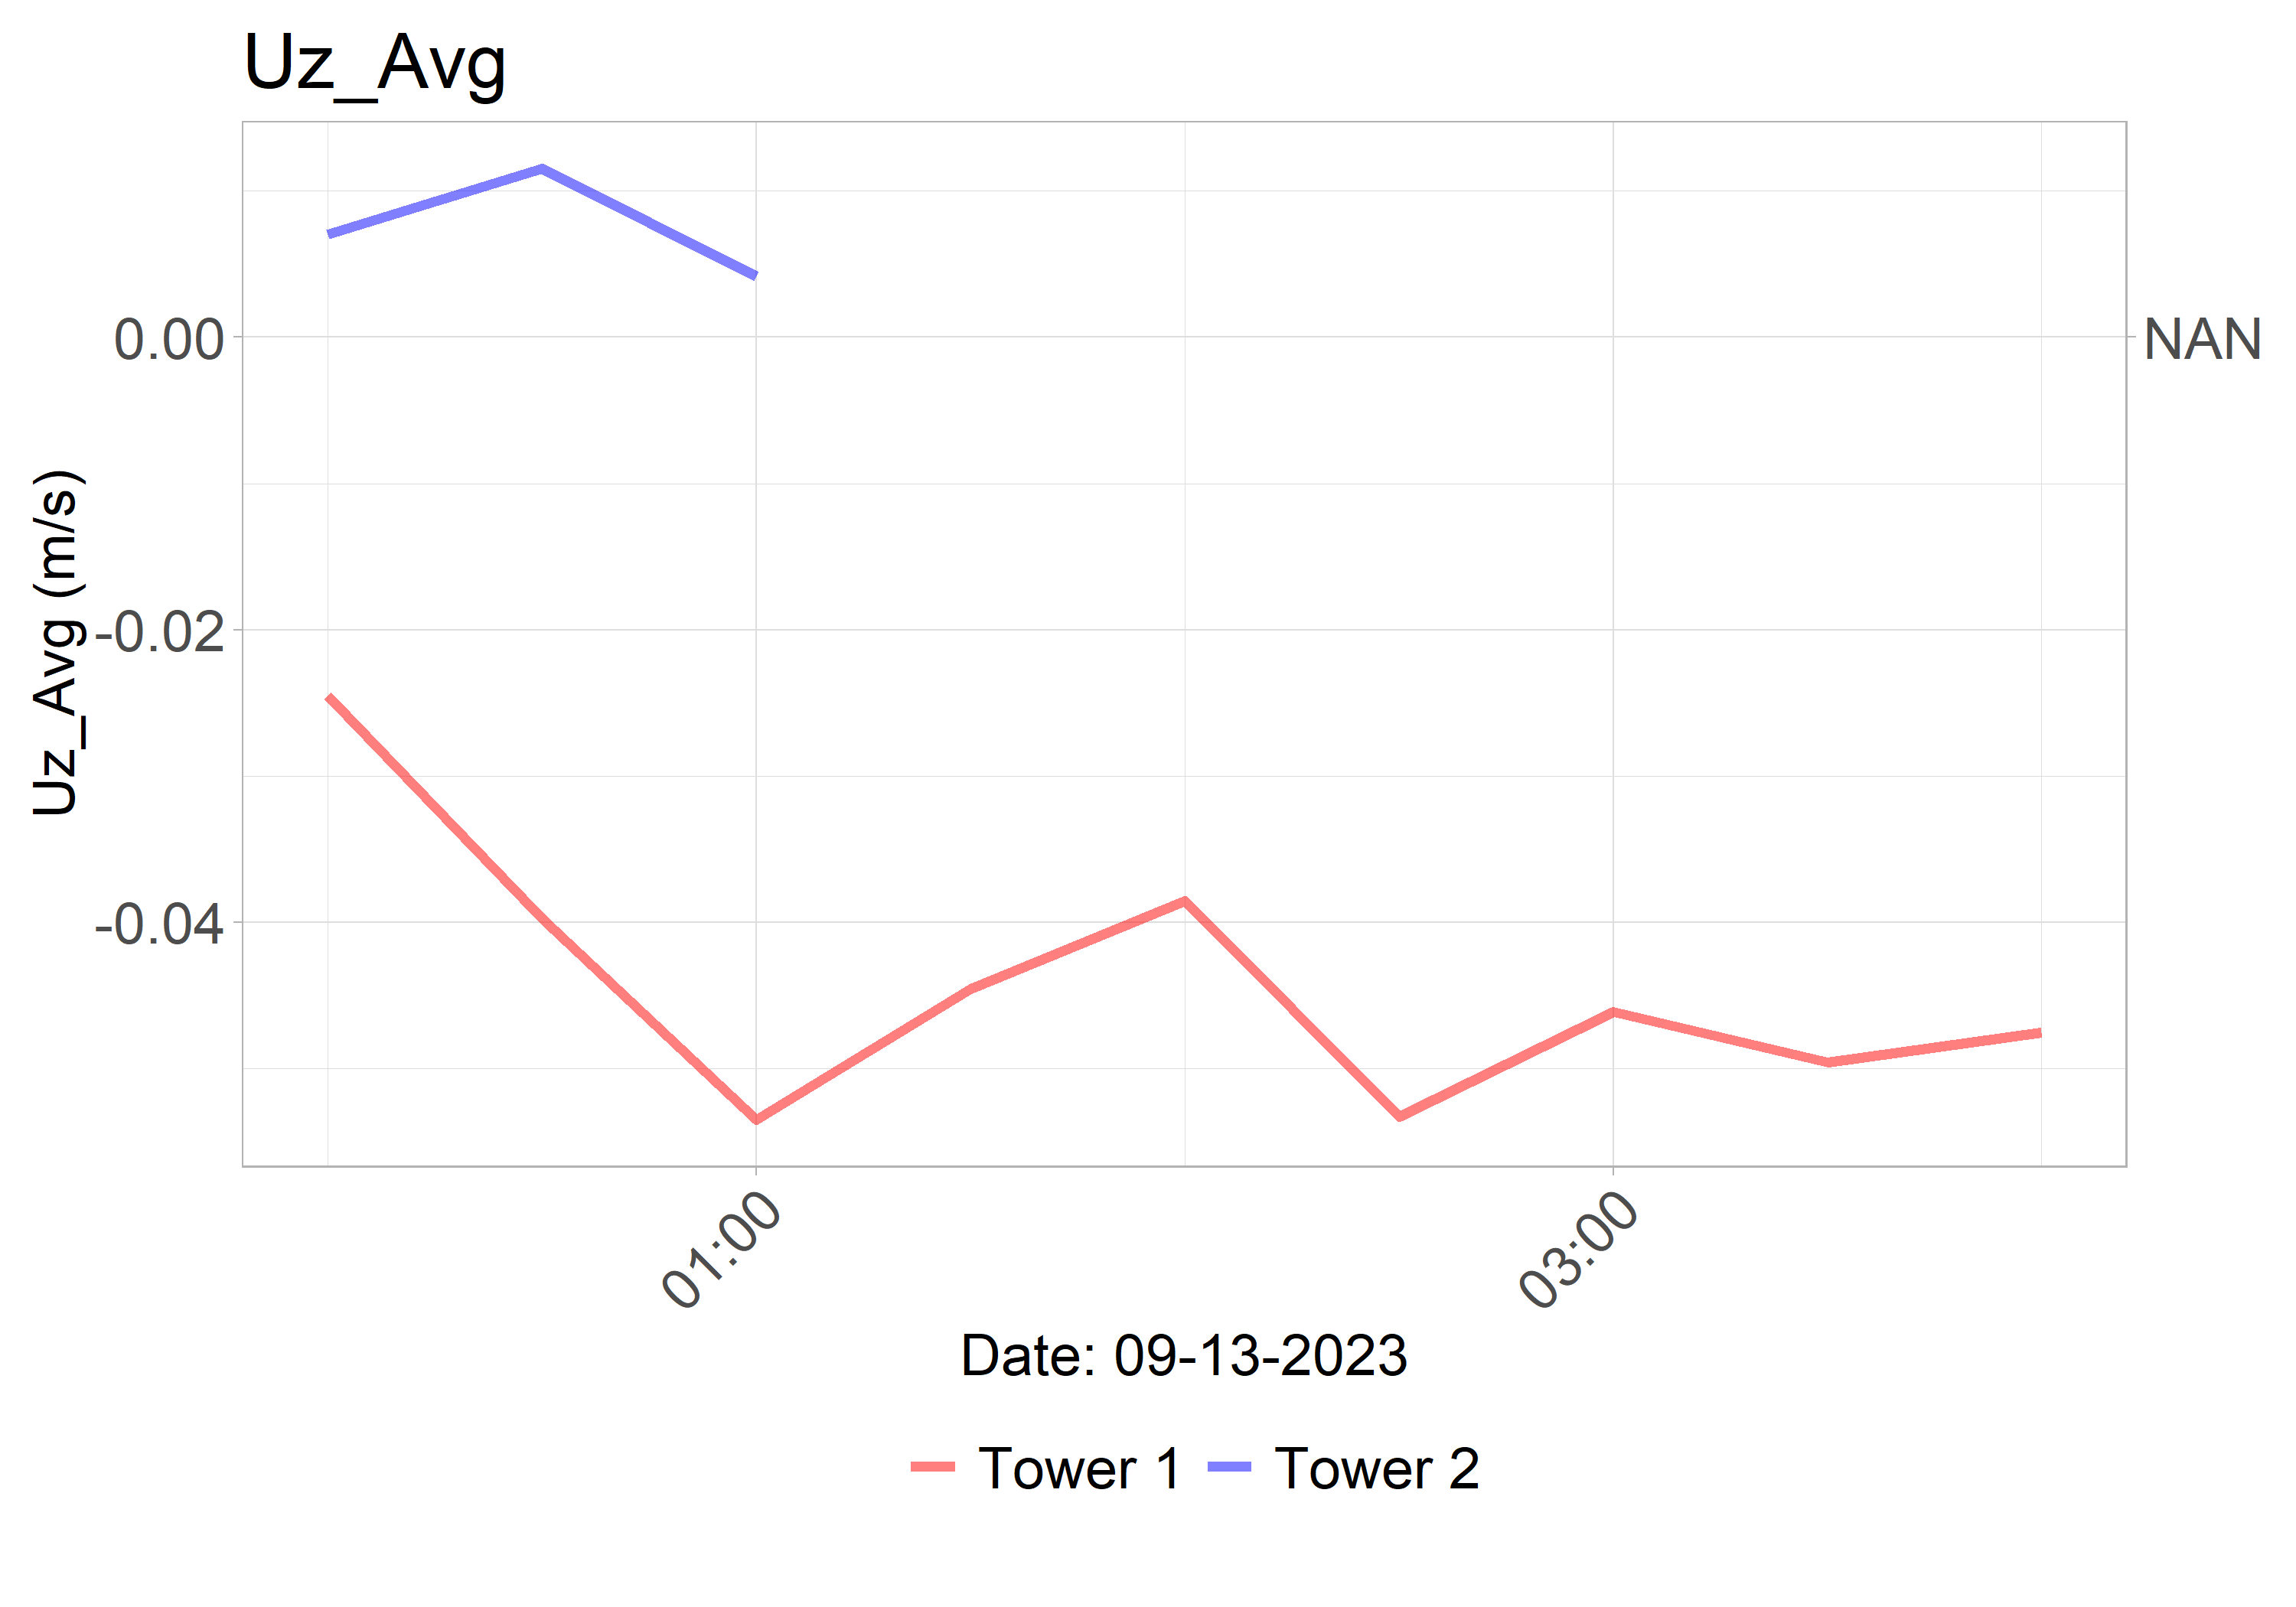 Uz_Avg
Uz_Avg (m/s)
0.00
-0.02
-0.04
NAN
01:00
03:00
Date: 09-13-2023
Tower 1
Tower 2